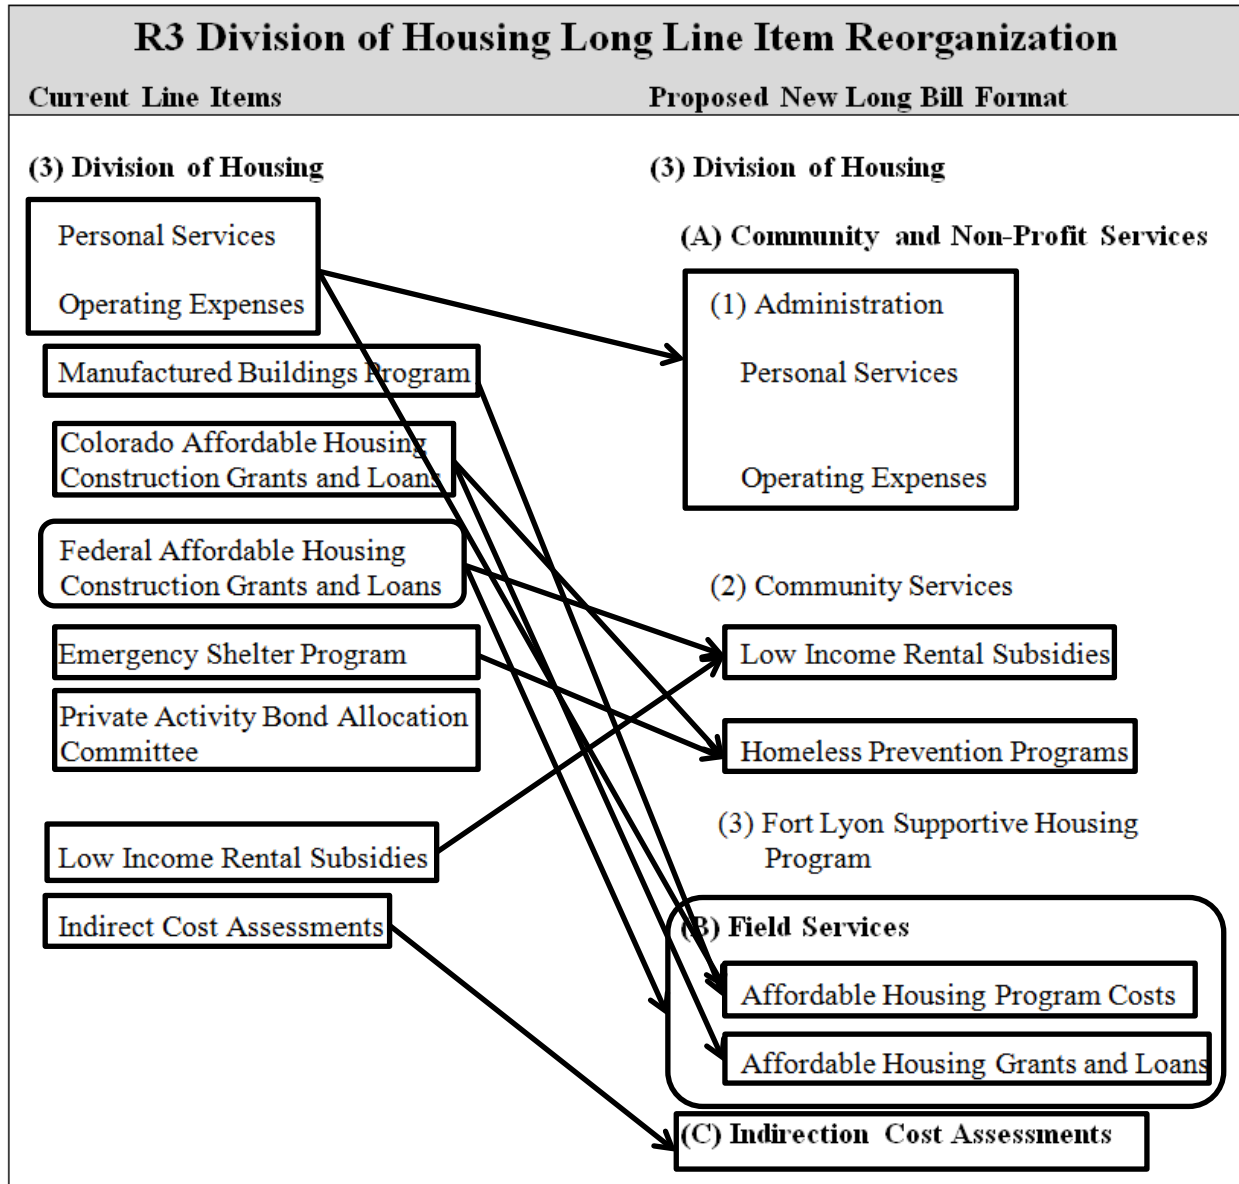 R3 Division of Housing Long Line Item Reorganization
Current Line Items
Proposed New Long Bill Format
(3) Division of Housing
Personal Services
Operating Expenses
Manufactured Buildings Program
Colorado Affordable Housing
Construction Grants and Loans
Federal Affordable Housing
Construction Grants and Loans
Emergency Shelter Program
Private Activity Bond Allocation
Committee
Low Income Rental Subsidies
Indirect Cost Assessments
(3) Division of Housing
(A) Community and Non-Profit Services
(1) Administration
Personal Services
Operating Expenses
(2) Community Services
Low Income Rental Subsidies
Homeless Prevention Programs
(3) Fort Lyon Supportive Housing
Program
(B) Field Services
Affordable Housing Program Costs
Affordable Housing Grants and Loans
(C) Indirection Cost Assessments